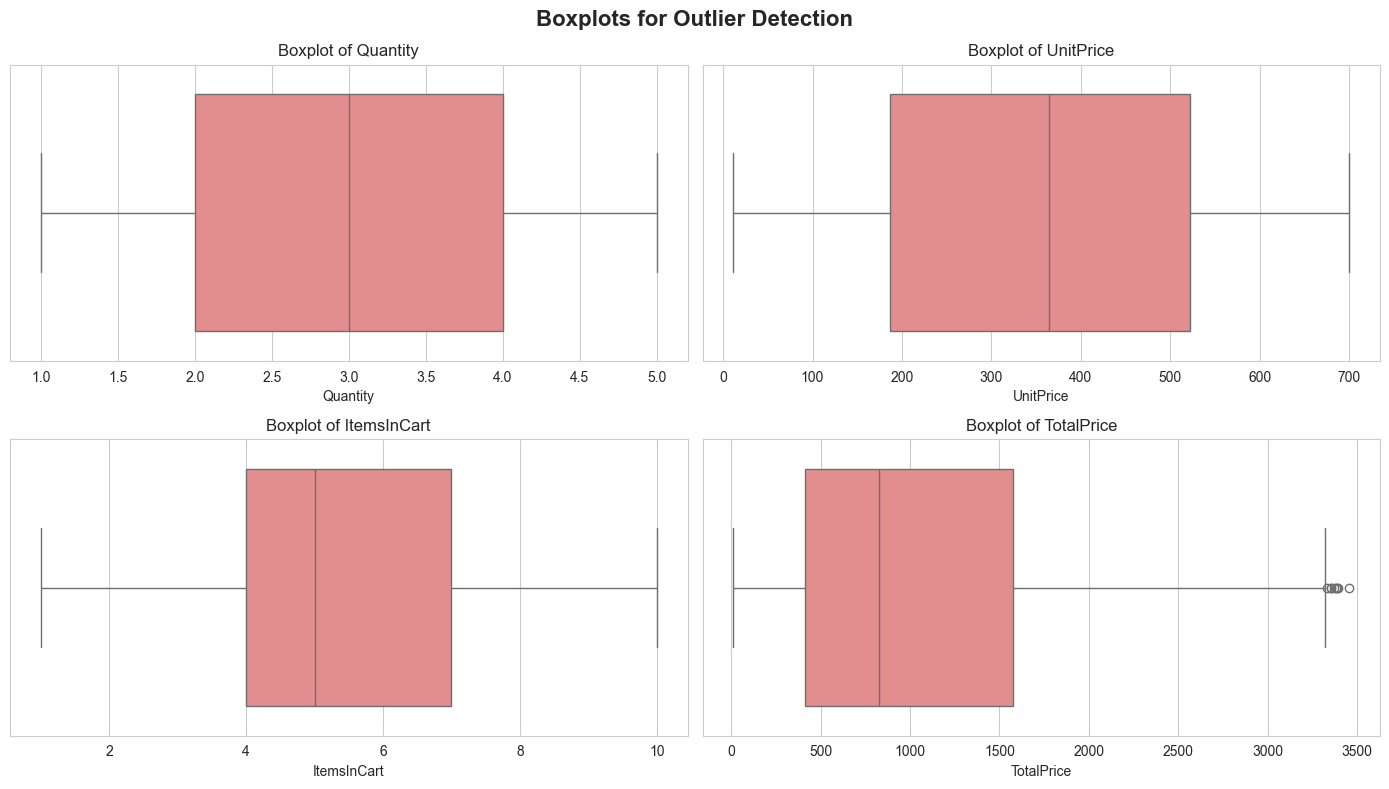 Boxplots for Outlier Detection
Boxplot of Quantity
1.0 1.5 2.0 2.5 3.0 3.5 4.0 4.5 5.0
Quantity
Boxplot of UnitPrice
0 100 200 300 400 500 600 700
UnitPrice
Boxplot of ItemsInCart
2 4 6 8 10
ItemsInCart
Boxplot of TotalPrice
0 500 1000 1500 2000 2500 3000 3500
TotalPrice